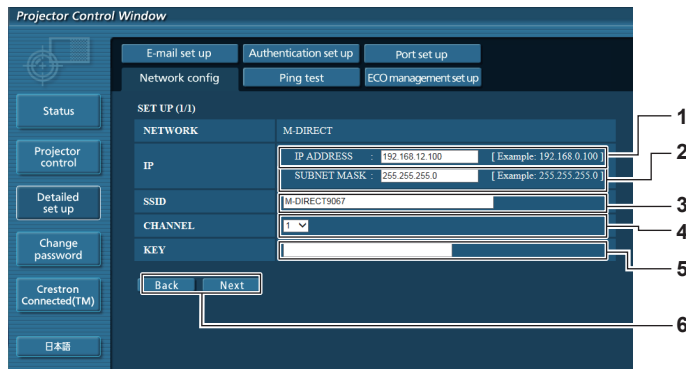 Projector Control Window
E-mail set up
Authentication set up
Port set up
Network config
Ping test
ECO management set up
Status
Projector
control
Detailed
set up
Change
password
Crestron
Connected(TM)
日本語
SET UP (1/1)
NETWORK M-DIRECT
IP
IP ADDRESS : 192.168.12.100 [ Example: 192.168.0.100 ]
SUBNET MASK : 255.255.255.0 [ Example: 255.255.255.0 ]
SSID M-DIRECT9067
CHANNEL 1
KEY
Back Next
1
2
3
4
5
6